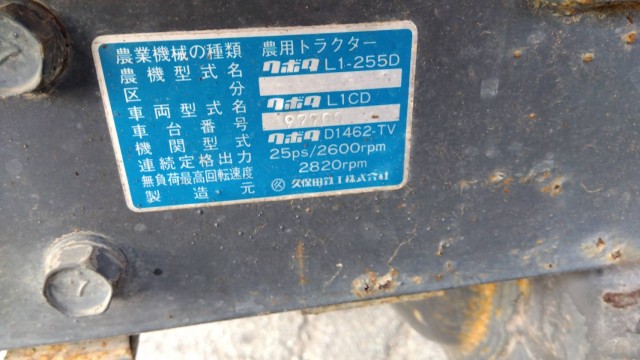 農業機械の種類 農用トラクター
農機型式名 クボタ L1-255D
区分
車両型式名 クボタ L1CD
車台番号
機関型式 クボタ D1462-TV
連続定格出力 25ps/2600rpm
無負荷最高回転速度 2820rpm
製造元 久保田鉄工株式会社
7